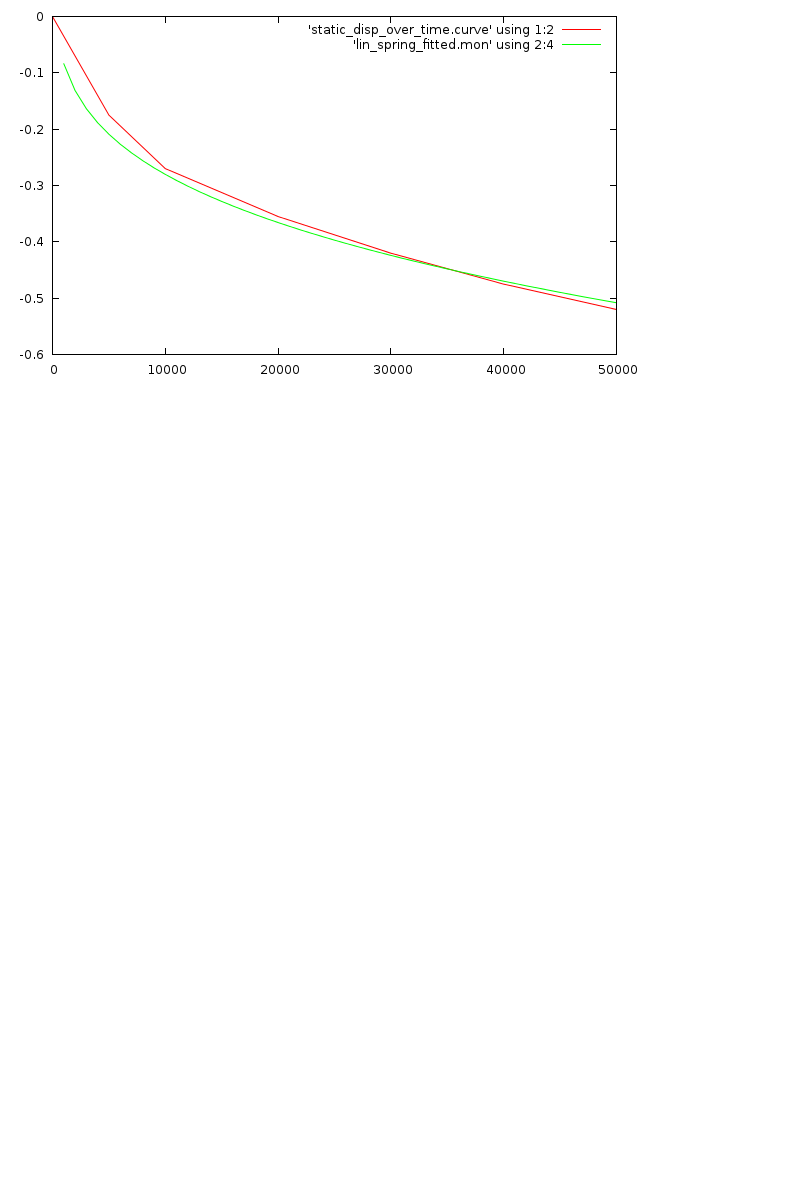 0
'static_disp_over_time.curve' using 1:2
'lin_spring_fitted.mon' using 2:4
-0.1
-0.2
-0.3
-0.4
-0.5
-0.6
0 10000 20000 30000 40000 50000